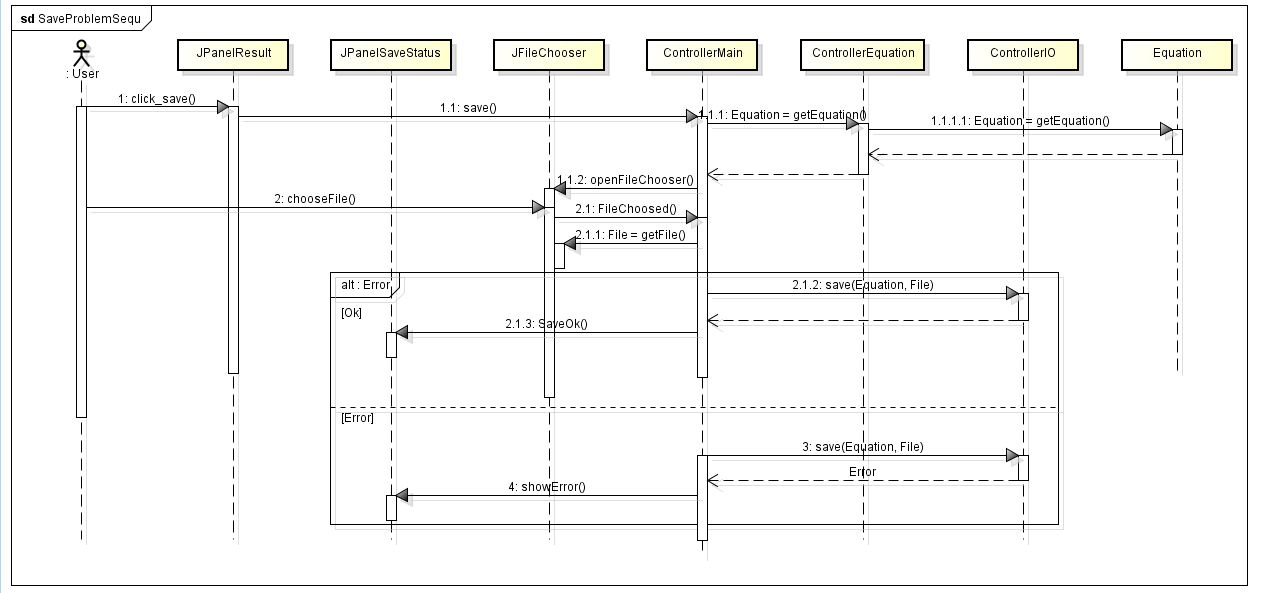 sd SaveProblemSequ
: User
JPanelResult
JPanelSaveStatus
JFileChooser
ControllerMain
ControllerEquation
ControllerIO
Equation
1: click_save()
1.1: save()
1.1.1: Equation = getEquation()
1.1.1.1: Equation = getEquation()
1.1.2: openFileChooser()
2: chooseFile()
2.1: FileChoosed()
2.1.1: File = getFile()
alt : Error
2.1.2: save(Equation, File)
[Ok]
2.1.3: SaveOk()
[Error]
3: save(Equation, File)
Error
4: showError()